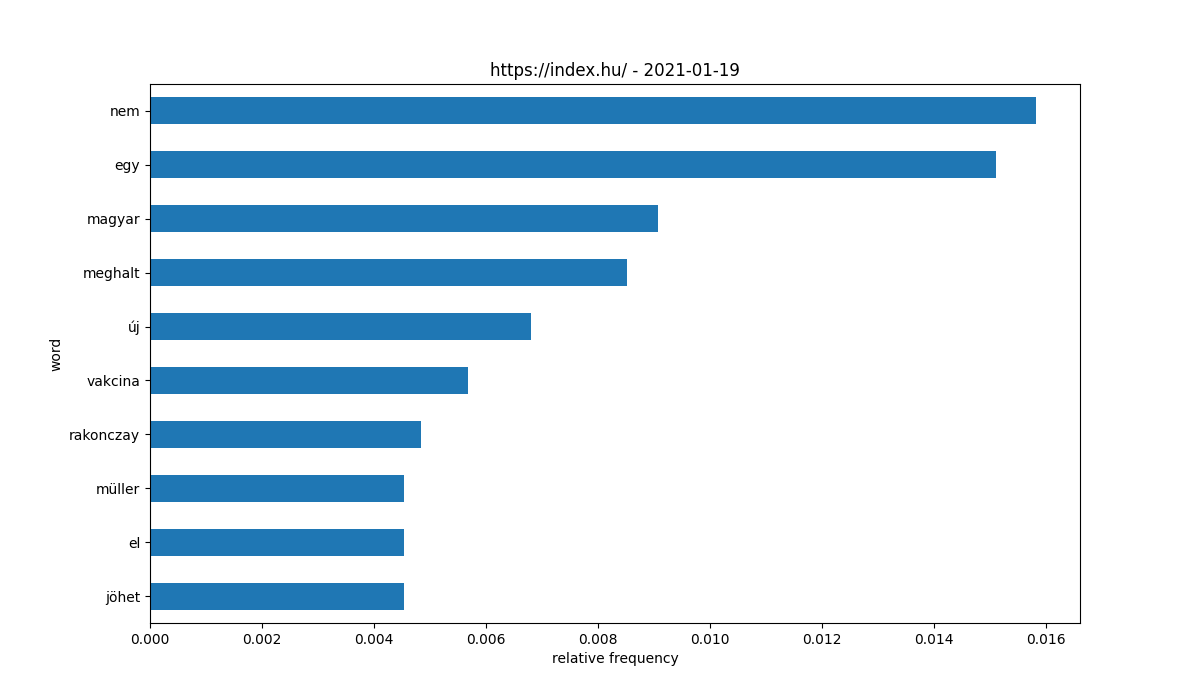 https://index.hu/ - 2021-01-19
nem
egy
magyar
meghalt
új
vakcina
rakonczay
müller
el
jöhet
word
0.000 0.002 0.004 0.006 0.008 0.010 0.012 0.014 0.016
relative frequency